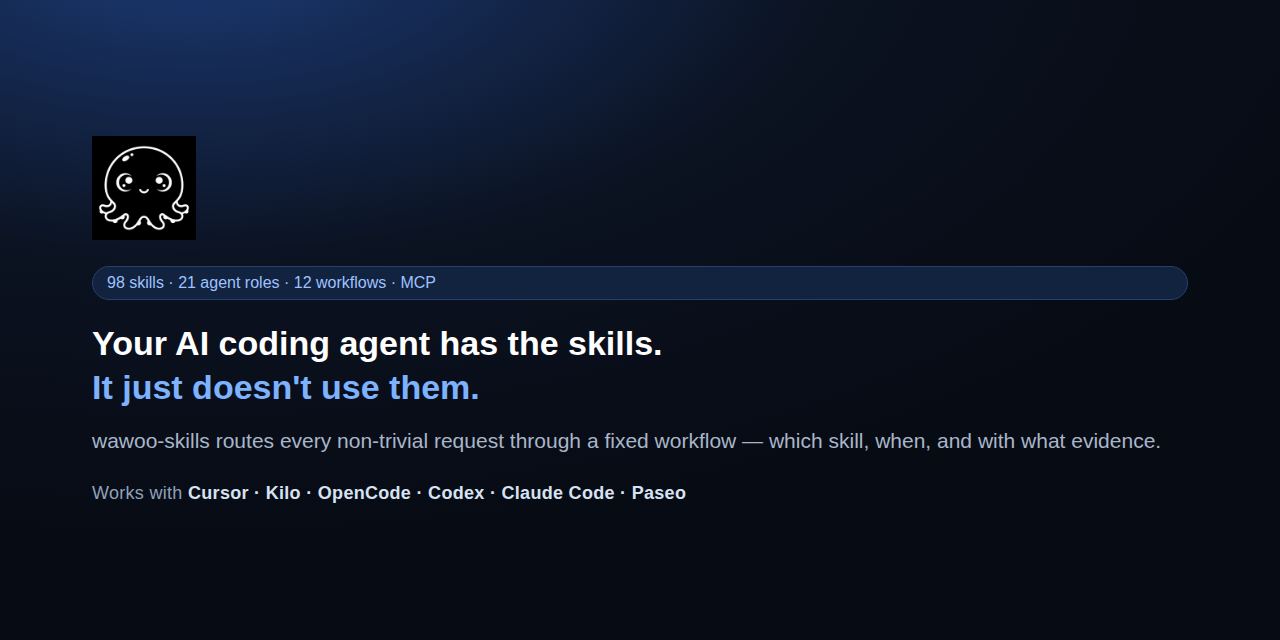 98 skills · 21 agent roles · 12 workflows · MCP
Your AI coding agent has the skills.
It just doesn't use them.
wawoo-skills routes every non-trivial request through a fixed workflow — which skill, when, and with what evidence.
Works with Cursor · Kilo · OpenCode · Codex · Claude Code · Paseo